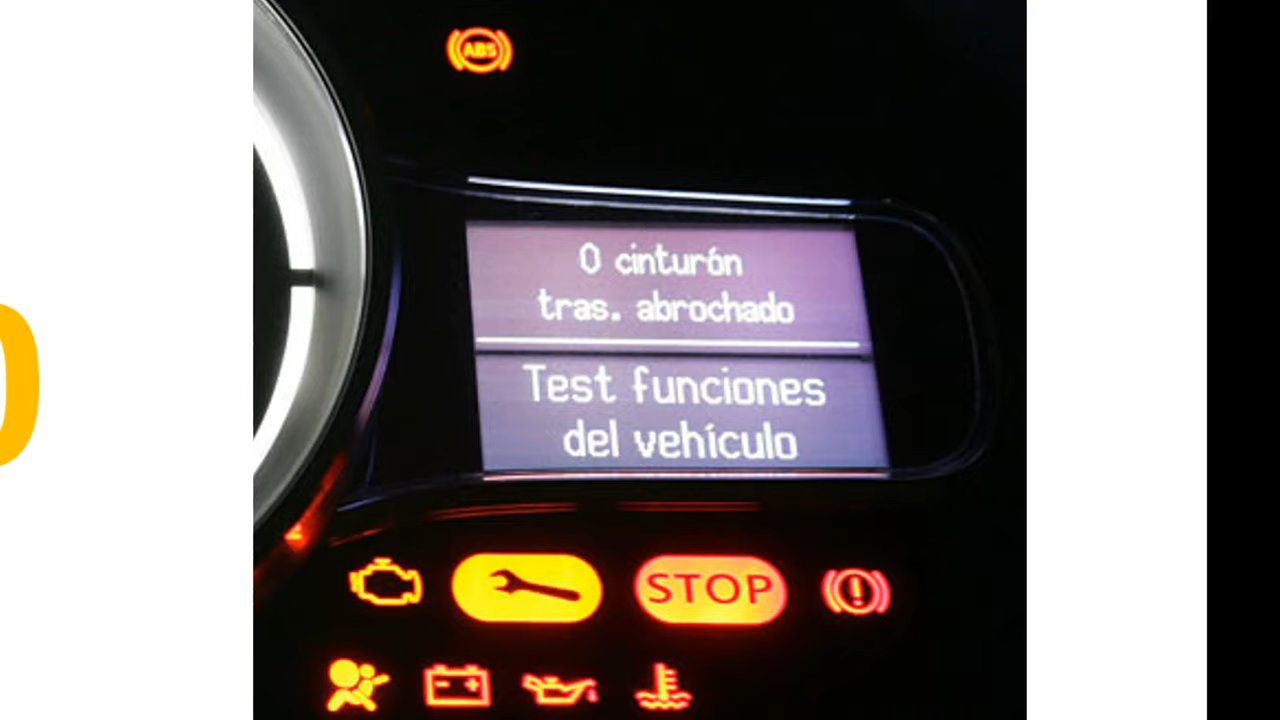 ABS
0 cinturón
tras. abrochado
Test funciones
del vehículo
STOP